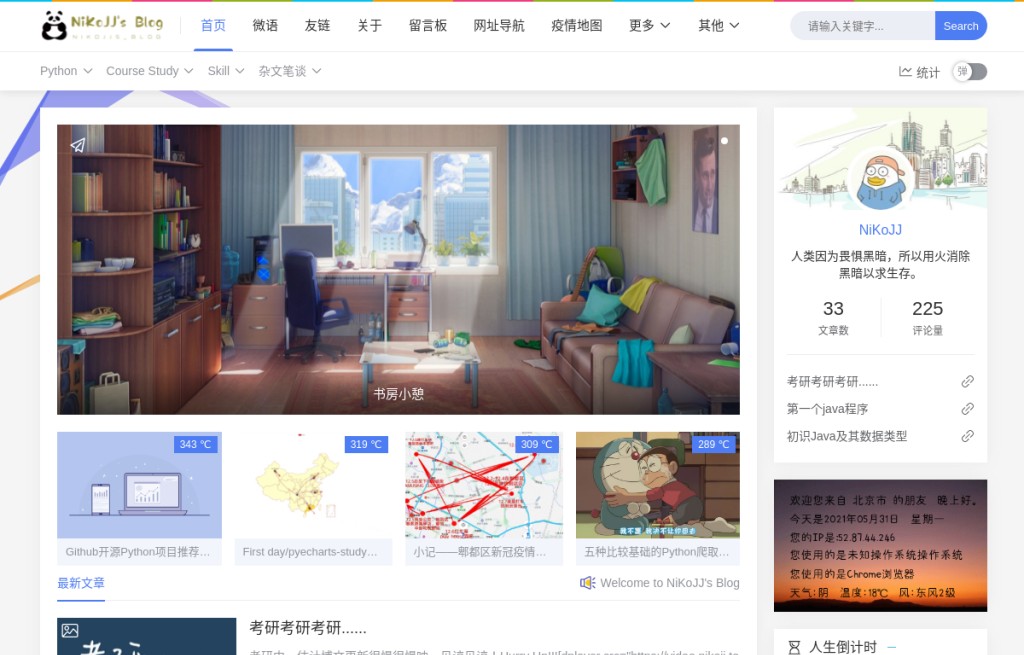 NiKoJJ's Blog
NIKOJJS_BLOG
首页 微语 友链 关于 留言板 网址导航 疫情地图 更多 其他
请输入关键字...
Search
Python Course Study Skill 杂文笔谈
统计
弹
书房小憩
343 ℃
319 ℃
309 ℃
289 ℃
Github开源Python项目推荐...
First day/pyecharts-study...
小记——郫都区新冠疫情...
五种比较基础的Python爬取...
最新文章
Welcome to NiKoJJ's Blog
考研考研考研......
NiKoJJ
人类因为畏惧黑暗，所以用火消除
黑暗以求生存。
33
文章数
225
评论量
考研考研考研......
第一个java程序
初识Java及其数据类型
欢迎您来自 北京市 的朋友 晚上好。
今天是2021年05月31日 星期一
您的IP是:52.87.44.246
您使用的是未知操作系统操作系统
您使用的是Chrome浏览器
天气:阴 温度:18℃ 风:东风2级
人生倒计时